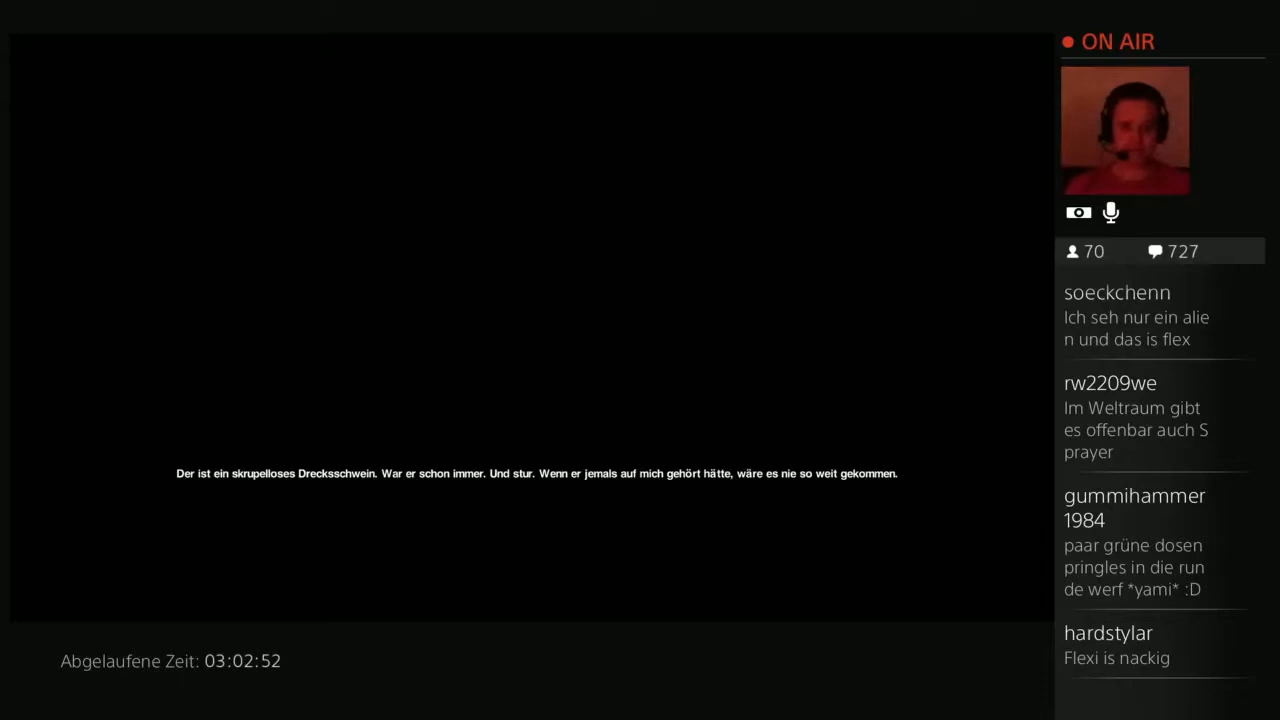 ON AIR
70 727
soeckchenn
Ich seh nur ein alie
n und das is flex
rw2209we
Im Weltraum gibt
es offenbar auch S
prayer
gummihammer
1984
paar grüne dosen
pringles in die run
de werf *yami* :D
hardstylar
Flexi is nackig
Der ist ein skrupelloses Drecksschwein. War er schon immer. Und stur. Wenn er jemals auf mich gehört hätte, wäre es nie so weit gekommen.
Abgelaufene Zeit: 03:02:52